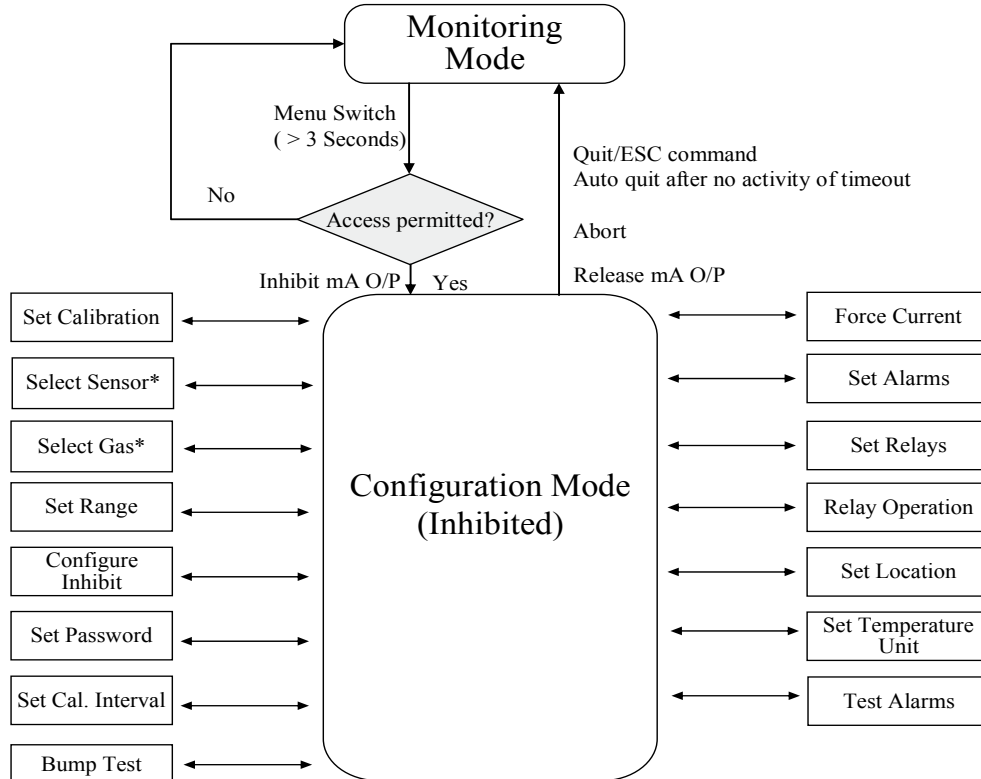 Monitoring
Mode
Menu Switch
( > 3 Seconds)
Quit/ESC command
Auto quit after no activity of timeout
No
Access permitted?
Abort
Inhibit mA O/P
Yes
Release mA O/P
Set Calibration
Force Current
Select Sensor*
Set Alarms
Select Gas*
Set Relays
Configuration Mode
(Inhibited)
Set Range
Relay Operation
Configure
Inhibit
Set Location
Set Password
Set Temperature
Unit
Set Cal. Interval
Test Alarms
Bump Test